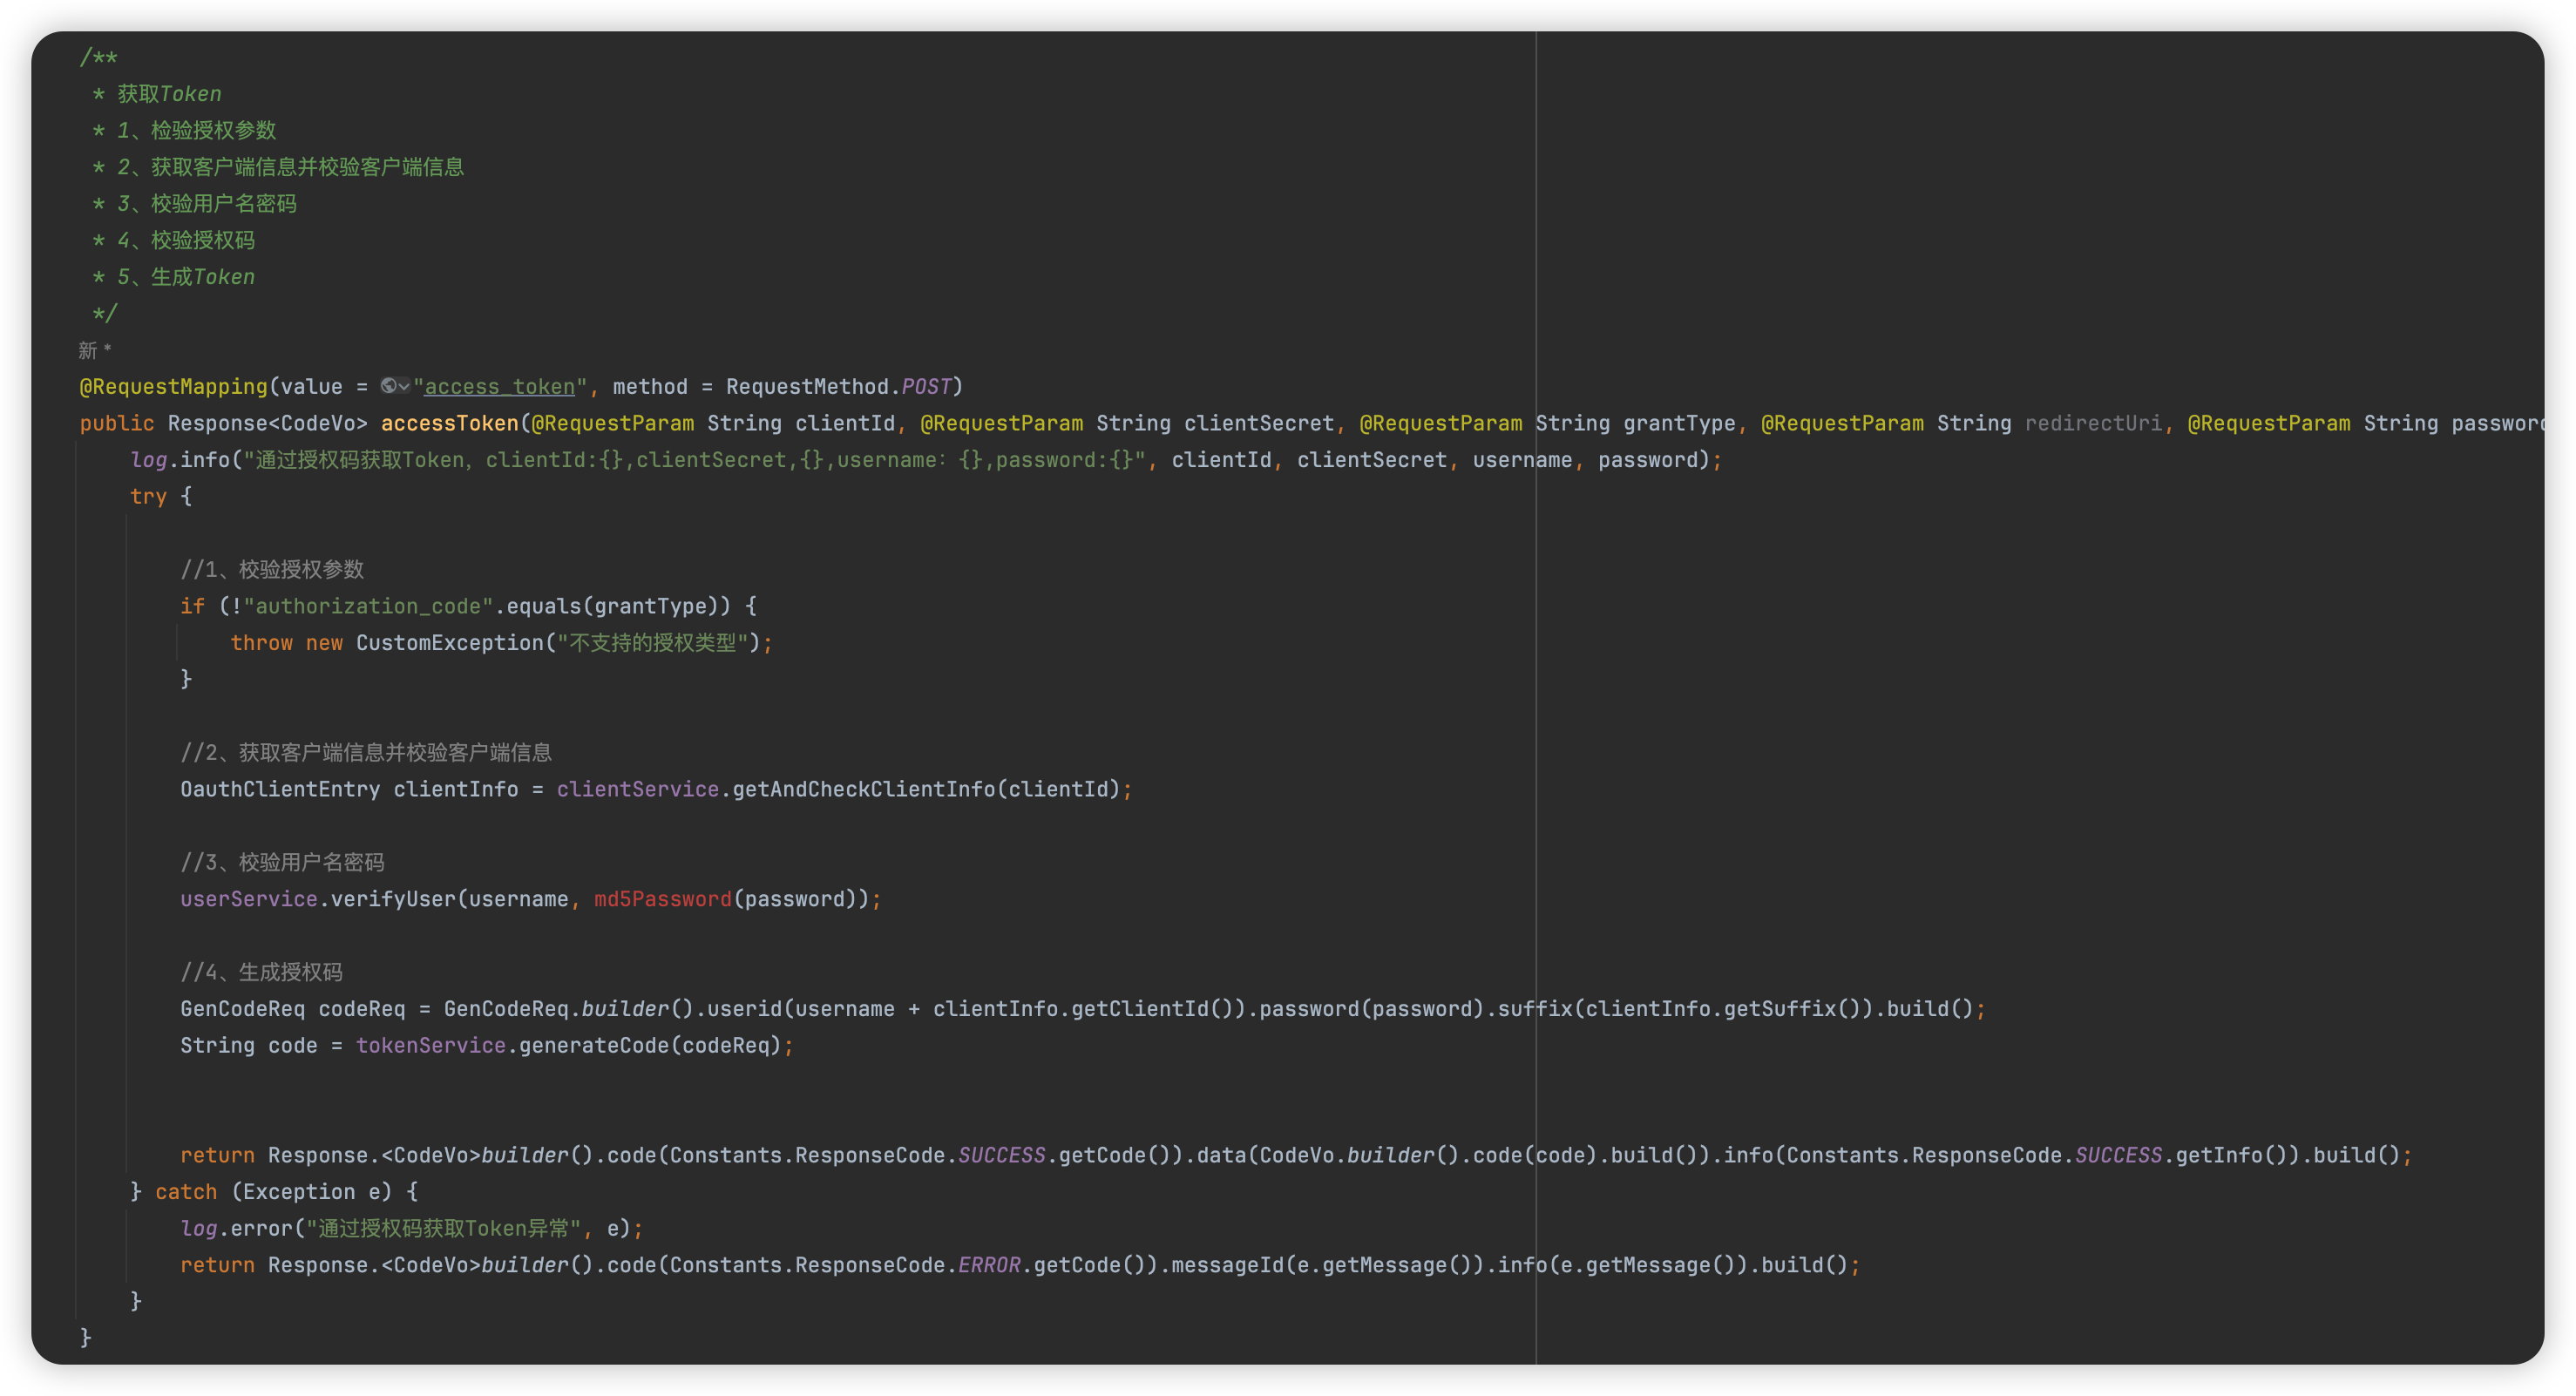 /**
 * 获取Token
 * 1、检验授权参数
 * 2、获取客户端信息并校验客户端信息
 * 3、校验用户名密码
 * 4、校验授权码
 * 5、生成Token
 */
新 *
@RequestMapping(value = "access_token", method = RequestMethod.POST)
public Response<CodeVo> accessToken(@RequestParam String clientId, @RequestParam String clientSecret, @RequestParam String grantType, @RequestParam String redirectUri, @RequestParam String password
    log.info("通过授权码获取Token, clientId:{},clientSecret,{},username: {},password:{}", clientId, clientSecret, username, password);
    try {
        //1、校验授权参数
        if (!"authorization_code".equals(grantType)) {
            throw new CustomException("不支持的授权类型");
        }
        //2、获取客户端信息并校验客户端信息
        OauthClientEntry clientInfo = clientService.getAndCheckClientInfo(clientId);
        //3、校验用户名密码
        userService.verifyUser(username, md5Password(password));
        //4、生成授权码
        GenCodeReq codeReq = GenCodeReq.builder().userid(username + clientInfo.getClientId()).password(password).suffix(clientInfo.getSuffix()).build();
        String code = tokenService.generateCode(codeReq);
        return Response.<CodeVo>builder().code(Constants.ResponseCode.SUCCESS.getCode()).data(CodeVo.builder().code(code).build()).info(Constants.ResponseCode.SUCCESS.getInfo()).build();
    } catch (Exception e) {
        log.error("通过授权码获取Token异常", e);
        return Response.<CodeVo>builder().code(Constants.ResponseCode.ERROR.getCode()).messageId(e.getMessage()).info(e.getMessage()).build();
    }
}